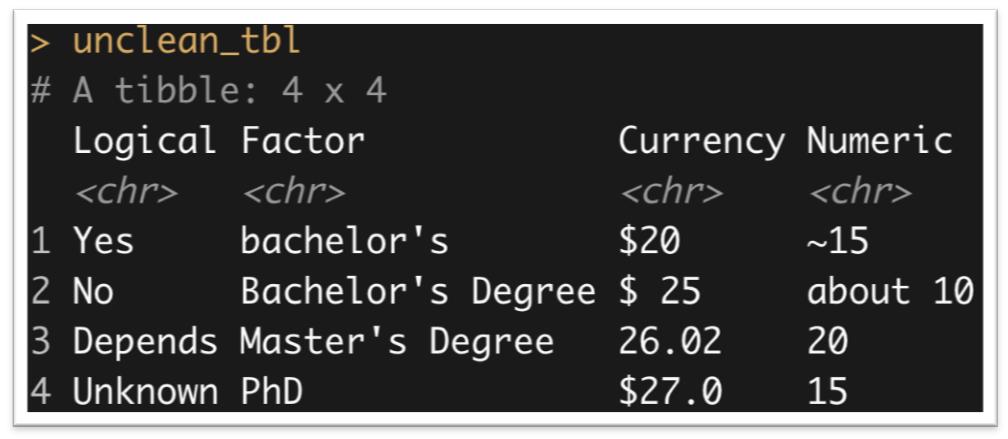 > unclean_tbl
# A tibble: 4 x 4
Logical Factor Currency Numeric
<chr> <chr> <chr> <chr>
1 Yes bachelor's $20 ~15
2 No Bachelor's Degree $ 25 about 10
3 Depends Master's Degree 26.02 20
4 Unknown PhD $27.0 15